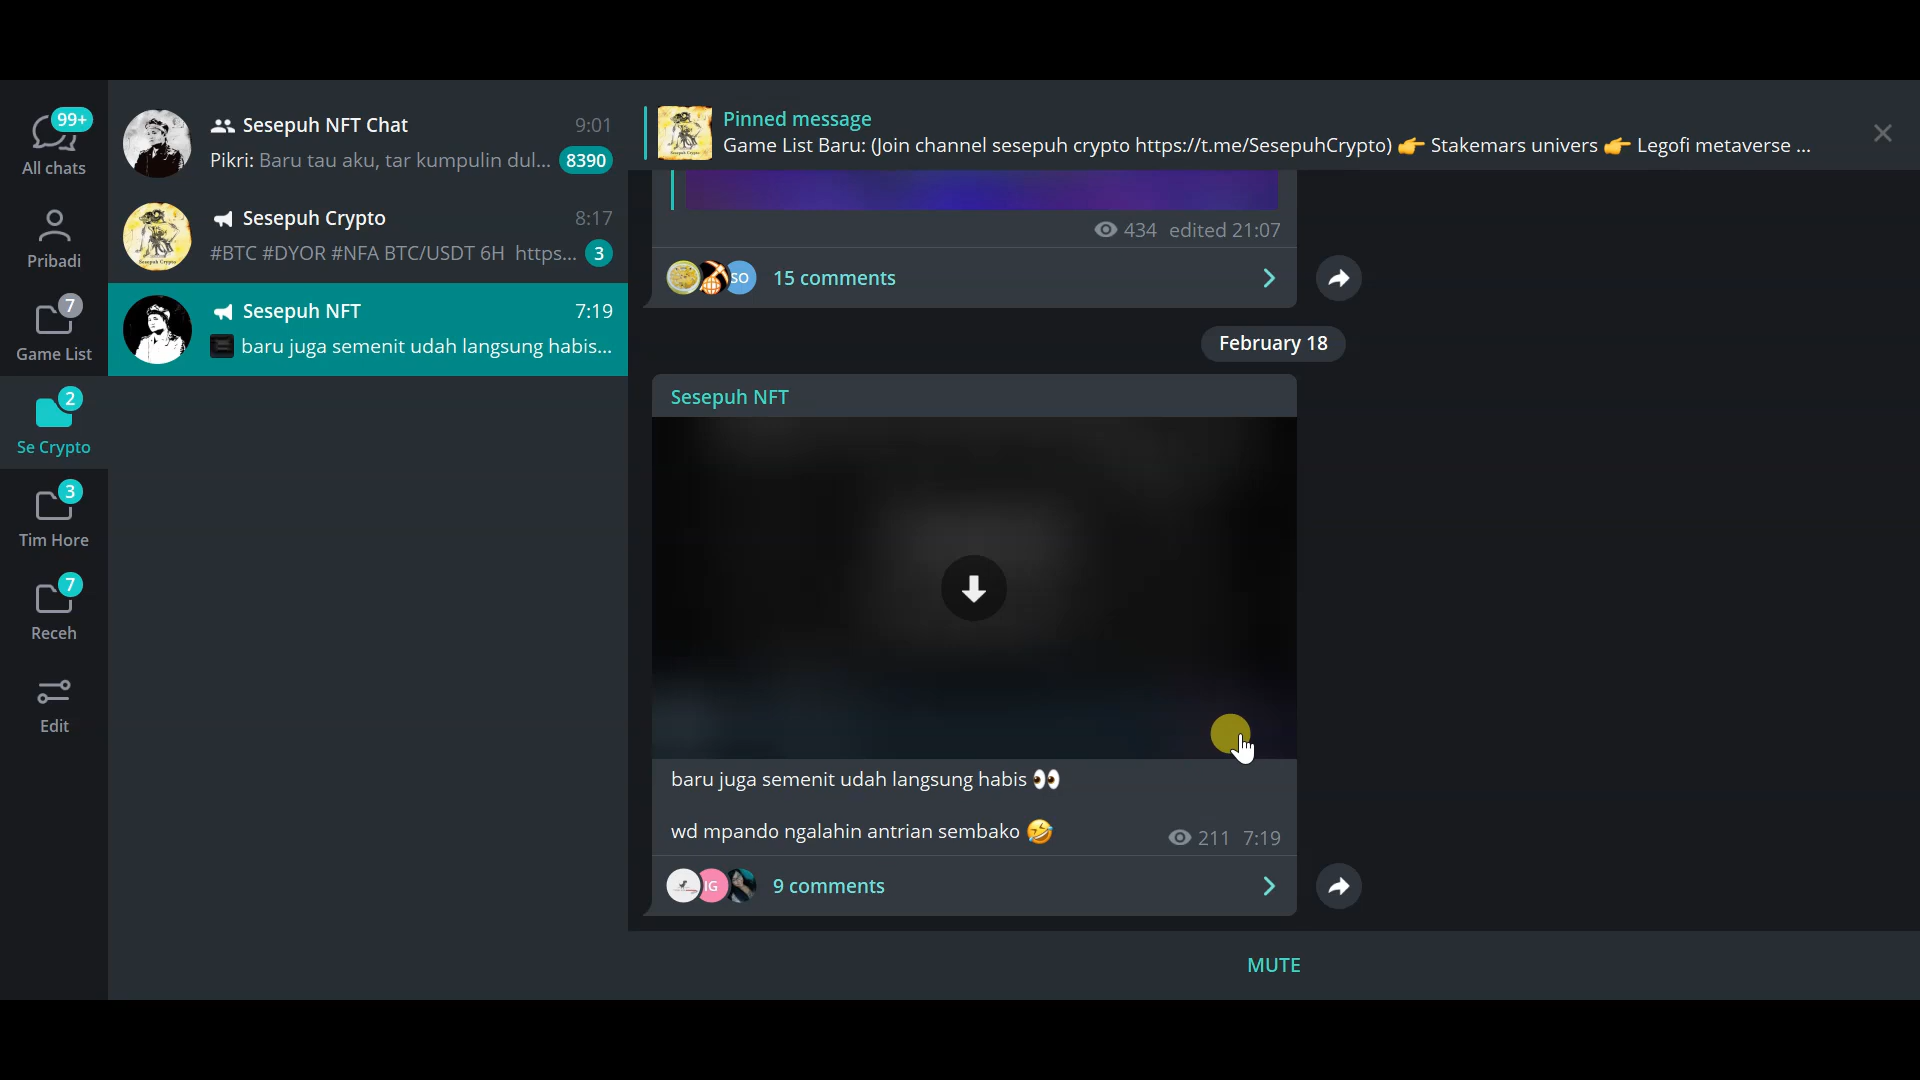 99+
All chats
Pribadi
7
Game List
2
Se Crypto
3
Tim Hore
7
Receh
Edit
Sesepuh NFT Chat 9:01
Pikri: Baru tau aku, tar kumpulin dul... 8390
Sesepuh Crypto 8:17
#BTC #DYOR #NFA BTC/USDT 6H https... 3
Sesepuh NFT 7:19
baru juga semenit udah langsung habis...
Pinned message
Game List Baru: (Join channel sesepuh crypto https://t.me/SesepuhCrypto) 👉 Stakemars univers 👉 Legofi metaverse ...
434 edited 21:07
SO 15 comments
February 18
Sesepuh NFT
baru juga semenit udah langsung habis 👀
wd mpando ngalahin antrian sembako 🤣
211 7:19
IG 9 comments
MUTE